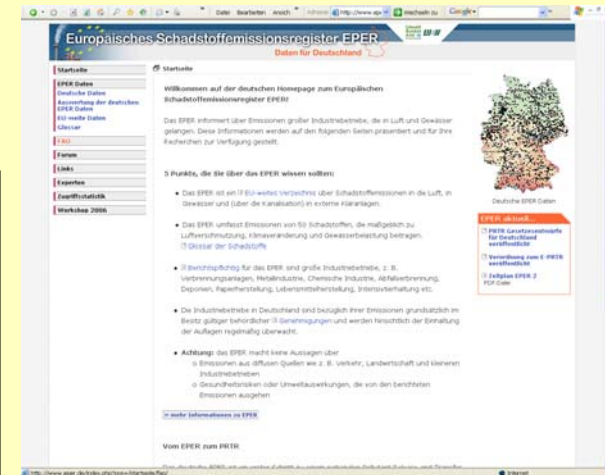 Datei Bearbeiten Ansicht
Adresse http://www.eper
Wechseln zu
Google
Europäisches Schadstoffemissionsregister EPER
Daten für Deutschland
Startseite
EPER Daten
Deutsche Daten
Auswertung der deutschen
EPER Daten
EU-weite Daten
Glossar
FAQ
Forum
Links
Experten
Zugriffsstatistik
Workshop 2006
Startseite
Willkommen auf der deutschen Homepage zum Europäischen
Schadstoffemissionsregister EPER!
Das EPER informiert über Emissionen großer Industriebetriebe, die in Luft und Gewässer
gelangen. Diese Informationen werden auf den folgenden Seiten präsentiert und für Ihre
Recherchen zur Verfügung gestellt.
5 Punkte, die Sie über das EPER wissen sollten:
Das EPER ist ein EU-weites Verzeichnis über Schadstoffemissionen in die Luft, in
Gewässer und (über die Kanalisation) in externe Kläranlagen.
Das EPER umfasst Emissionen von 50 Schadstoffen, die maßgeblich zu
Luftverschmutzung, Klimaveränderung und Gewässerbelastung beitragen.
Glossar der Schadstoffe
Berichtspflichtig für das EPER sind große Industriebetriebe, z. B.
Verbrennungsanlagen, Metallindustrie, Chemische Industrie, Abfallverbrennung,
Deponien, Papierherstellung, Lebensmittelherstellung, Intensivtierhaltung etc.
Die Industriebetriebe in Deutschland sind bezüglich ihrer Emissionen grundsätzlich im
Besitz gültiger behördlicher Genehmigungen und werden hinsichtlich der Einhaltung
der Auflagen regelmäßig überwacht.
Achtung: das EPER macht keine Aussagen über
Emissionen aus diffusen Quellen wie z. B. Verkehr, Landwirtschaft und kleineren
Industriebetrieben
Gesundheitsrisiken oder Umweltauswirkungen, die von den berichteten
Emissionen ausgehen
» mehr Informationen zu EPER
Vom EPER zum PRTR
Deutsche EPER Daten
EPER aktuell...
PRTR Gesetzesentwürfe
für Deutschland
veröffentlicht
Verordnung zum E-PRTR
veröffentlicht
Zeitplan EPER 2
PDF-Datei
Internet